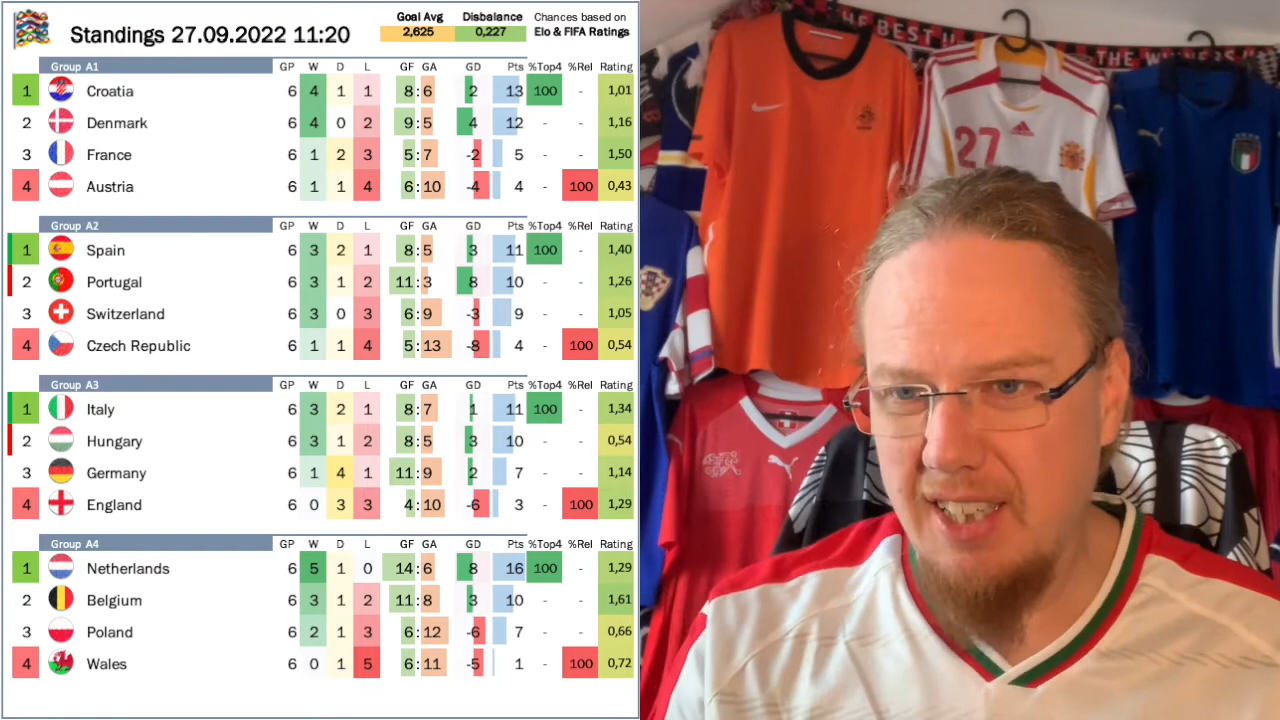 Standings 27.09.2022 11:20
Goal Avg Disbalance Chances based on
2,625 0,227 Elo & FIFA Ratings
Group A1 GP W D L GF GA GD Pts %Top4 %Rel Rating
1 Croatia 6 4 1 1 8:6 2 13 100 - 1,01
2 Denmark 6 4 0 2 9:5 4 12 - - 1,16
3 France 6 1 2 3 5:7 -2 5 - - 1,50
4 Austria 6 1 1 4 6:10 -4 4 - 100 0,43
Group A2 GP W D L GF GA GD Pts %Top4 %Rel Rating
1 Spain 6 3 2 1 8:5 3 11 100 - 1,40
2 Portugal 6 3 1 2 11:3 8 10 - - 1,26
3 Switzerland 6 3 0 3 6:9 -3 9 - - 1,05
4 Czech Republic 6 1 1 4 5:13 -8 4 - 100 0,54
Group A3 GP W D L GF GA GD Pts %Top4 %Rel Rating
1 Italy 6 3 2 1 8:7 1 11 100 - 1,34
2 Hungary 6 3 1 2 8:5 3 10 - - 0,54
3 Germany 6 1 4 1 11:9 2 7 - - 1,14
4 England 6 0 3 3 4:10 -6 3 - 100 1,29
Group A4 GP W D L GF GA GD Pts %Top4 %Rel Rating
1 Netherlands 6 5 1 0 14:6 8 16 100 - 1,29
2 Belgium 6 3 1 2 11:8 3 10 - - 1,61
3 Poland 6 2 1 3 6:12 -6 7 - - 0,66
4 Wales 6 0 1 5 6:11 -5 1 - 100 0,72
THE BEST
THE WINNERS
27